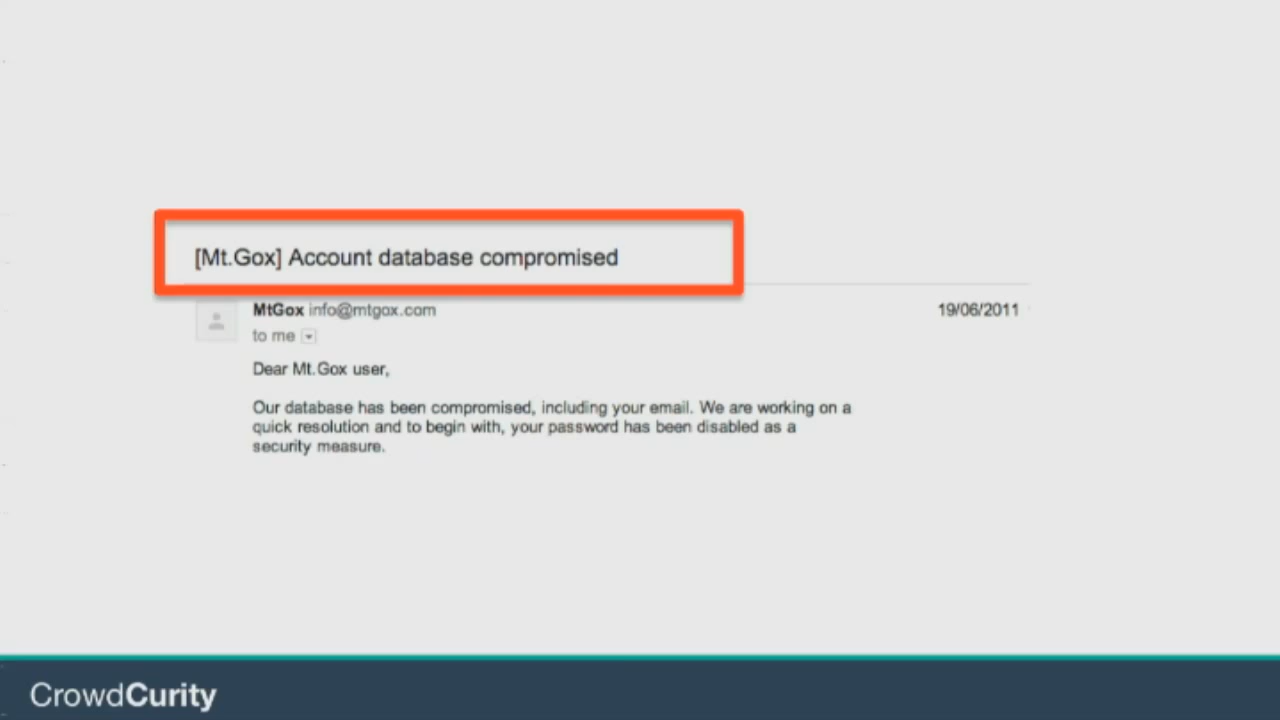 [Mt.Gox] Account database compromised
MtGox info@mtgox.com 19/06/2011
to me
Dear Mt.Gox user,
Our database has been compromised, including your email. We are working on a
quick resolution and to begin with, your password has been disabled as a
security measure.
CrowdCurity